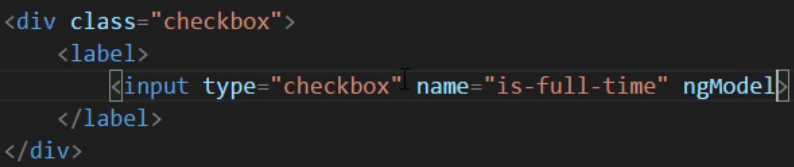 <div class="checkbox">
<label>
<input type="checkbox" name="is-full-time" ngModel>
</label>
</div>